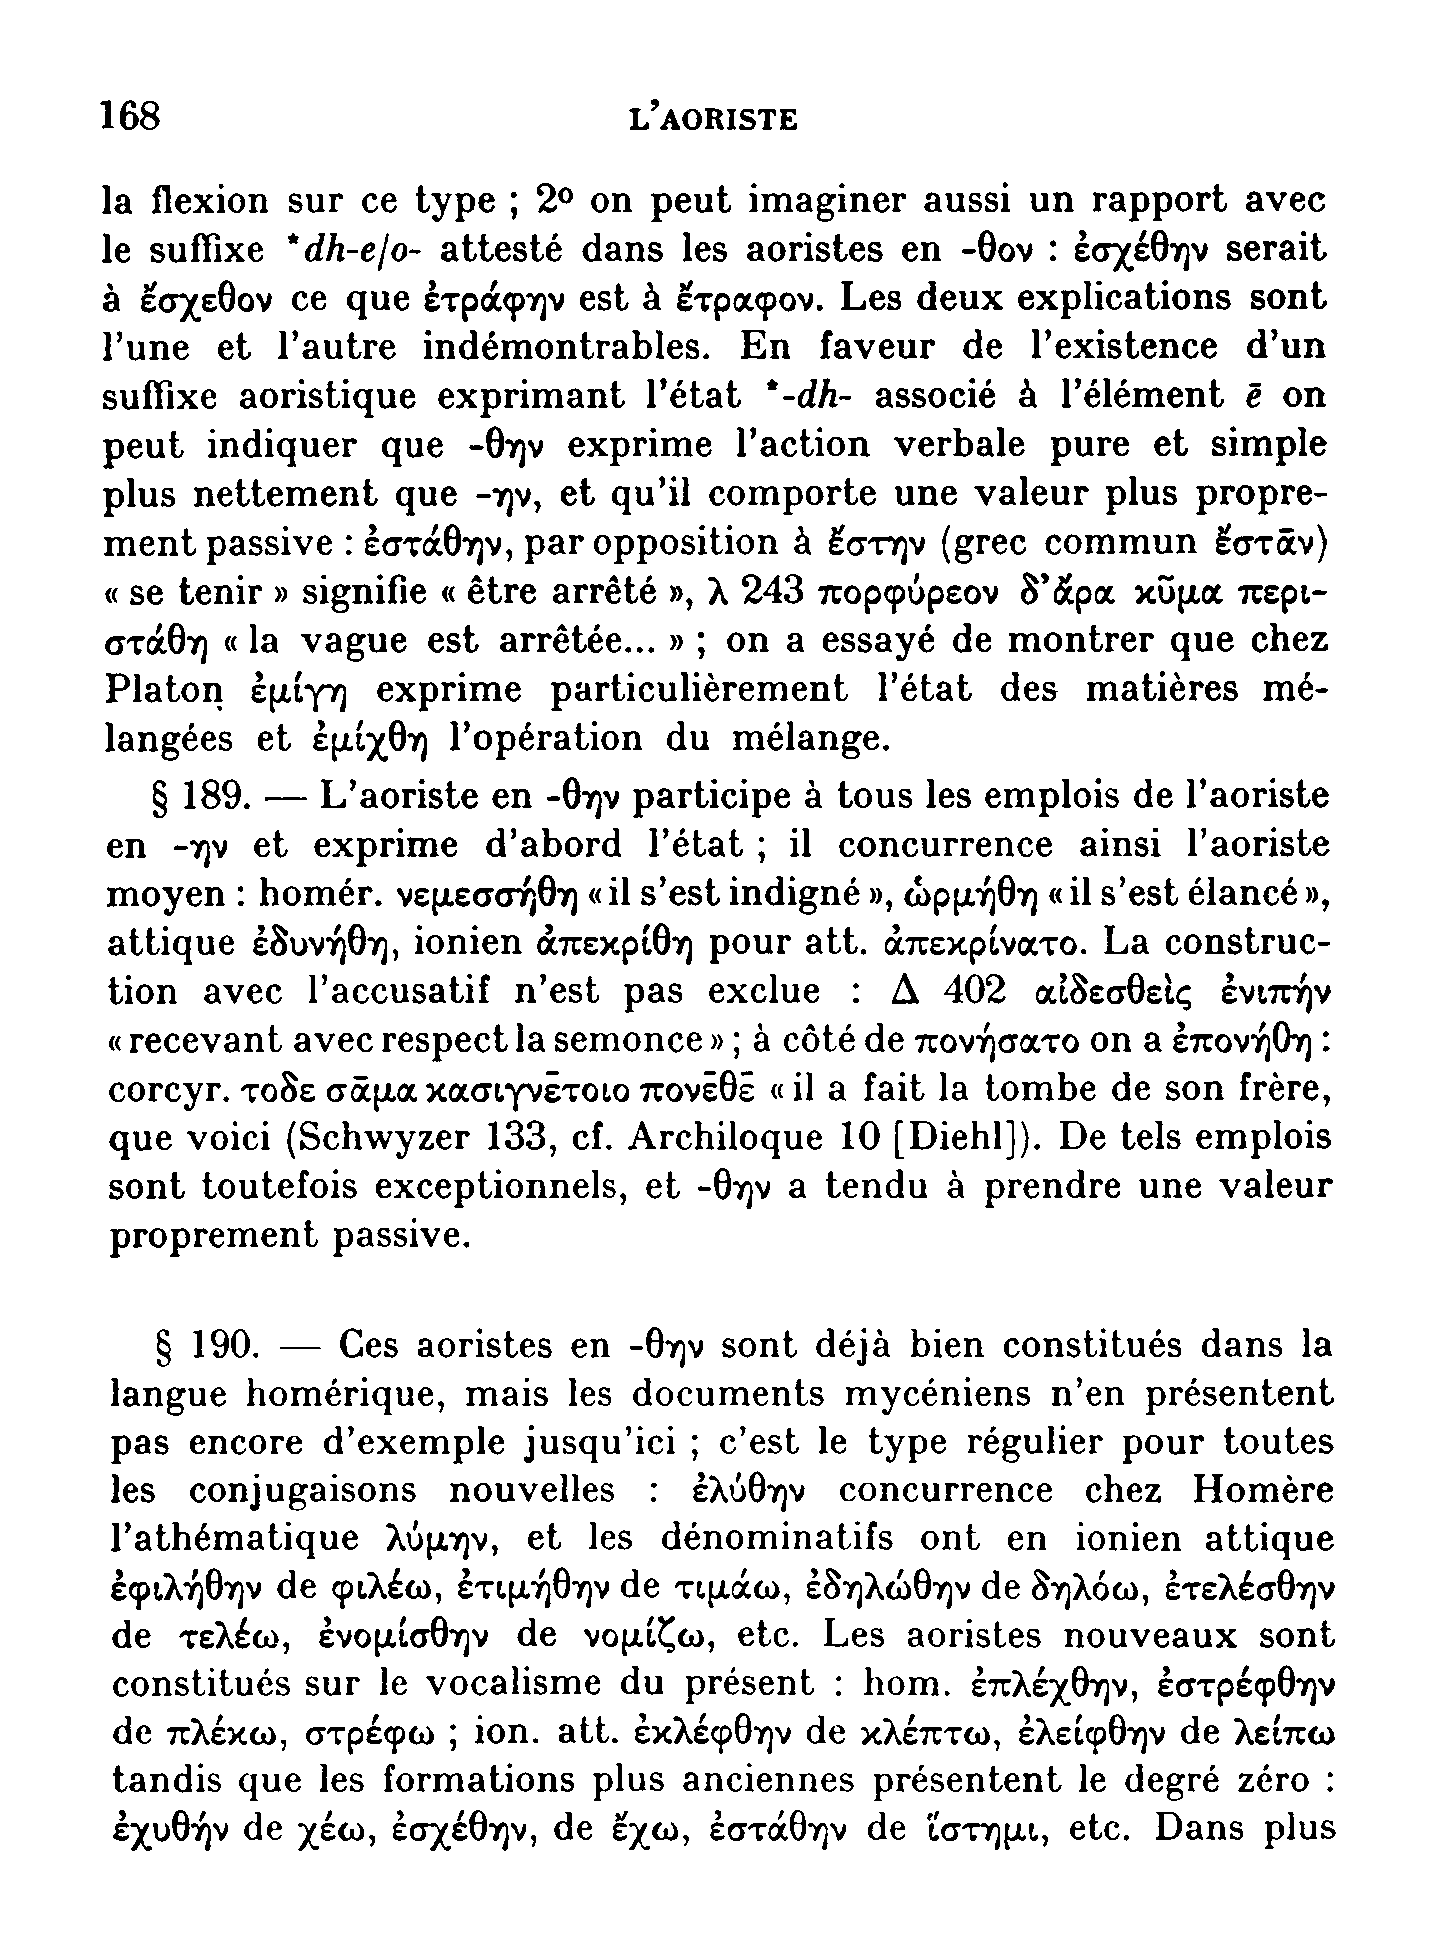 168 L’AORISTE
la flexion sur ce type ; 2º on peut imaginer aussi un rapport avec
le suffixe *dh-e/o- attesté dans les aoristes en -θον : ἐσχέθην serait
à ἔσχεθον ce que ἐτράφην est à ἔτραφον. Les deux explications sont
l’une et l’autre indémontrables. En faveur de l’existence d’un
suffixe aoristique exprimant l’état *-dh- associé à l’élément ē on
peut indiquer que -θην exprime l’action verbale pure et simple
plus nettement que -ην, et qu’il comporte une valeur plus propre-
ment passive : ἐστάθην, par opposition à ἔστην (grec commun ἔστᾱν)
« se tenir » signifie « être arrêté », λ 243 πορφύρεον δ’ἄρα κῦμα περι-
στάθη « la vague est arrêtée... » ; on a essayé de montrer que chez
Platon ἐμίγη exprime particulièrement l’état des matières mé-
langées et ἐμίχθη l’opération du mélange.
§ 189. — L’aoriste en -θην participe à tous les emplois de l’aoriste
en -ην et exprime d’abord l’état ; il concurrence ainsi l’aoriste
moyen : homér. νεμεσσήθη « il s’est indigné », ὡρμήθη « il s’est élancé »,
attique ἐδυνήθη, ionien ἀπεκρίθη pour att. ἀπεκρίνατο. La construc-
tion avec l’accusatif n’est pas exclue : Δ 402 αἰδεσθεὶς ἐνιπήν
« recevant avec respect la semonce » ; à côté de πονήσατο on a ἐπονήθη :
corcyr. τοδε σᾶμα κασιγνε̄τοιο πονε̄θε̄ « il a fait la tombe de son frère,
que voici (Schwyzer 133, cf. Archiloque 10 [Diehl]). De tels emplois
sont toutefois exceptionnels, et -θην a tendu à prendre une valeur
proprement passive.
§ 190. — Ces aoristes en -θην sont déjà bien constitués dans la
langue homérique, mais les documents mycéniens n’en présentent
pas encore d’exemple jusqu’ici ; c’est le type régulier pour toutes
les conjugaisons nouvelles : ἐλύθην concurrence chez Homère
l’athématique λύμην, et les dénominatifs ont en ionien attique
ἐφιλήθην de φιλέω, ἐτιμήθην de τιμάω, ἐδηλώθην de δηλόω, ἐτελέσθην
de τελέω, ἐνομίσθην de νομίζω, etc. Les aoristes nouveaux sont
constitués sur le vocalisme du présent : hom. ἐπλέχθην, ἐστρέφθην
de πλέκω, στρέφω ; ion. att. ἐκλέφθην de κλέπτω, ἐλείφθην de λείπω
tandis que les formations plus anciennes présentent le degré zéro :
ἐχυθήν de χέω, ἐσχέθην, de ἔχω, ἐστάθην de ἵστημι, etc. Dans plus